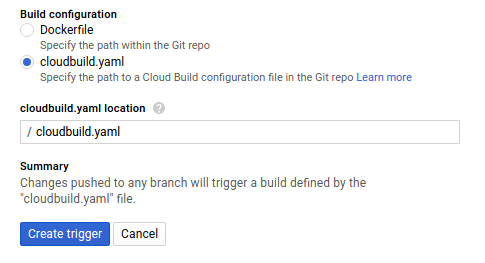 Build configuration
Dockerfile
Specify the path within the Git repo
cloudbuild.yaml
Specify the path to a Cloud Build configuration file in the Git repo Learn more
cloudbuild.yaml location ?
/ cloudbuild.yaml
Summary
Changes pushed to any branch will trigger a build defined by the
"cloudbuild.yaml" file.
Create trigger Cancel